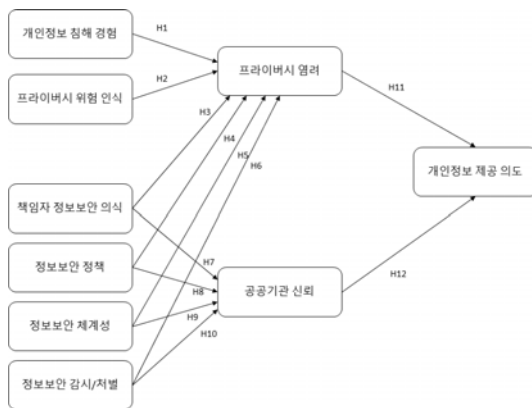 개인정보 침해 경험
H1
프라이버시 염려
H2
프라이버시 위험 인식
H11
H3
H4
H5
H6
개인정보 제공 의도
책임자 정보보안 의식
H7
정보보안 정책
공공기관 신뢰
H8
H12
정보보안 체계성
H9
H10
정보보안 감시/처벌